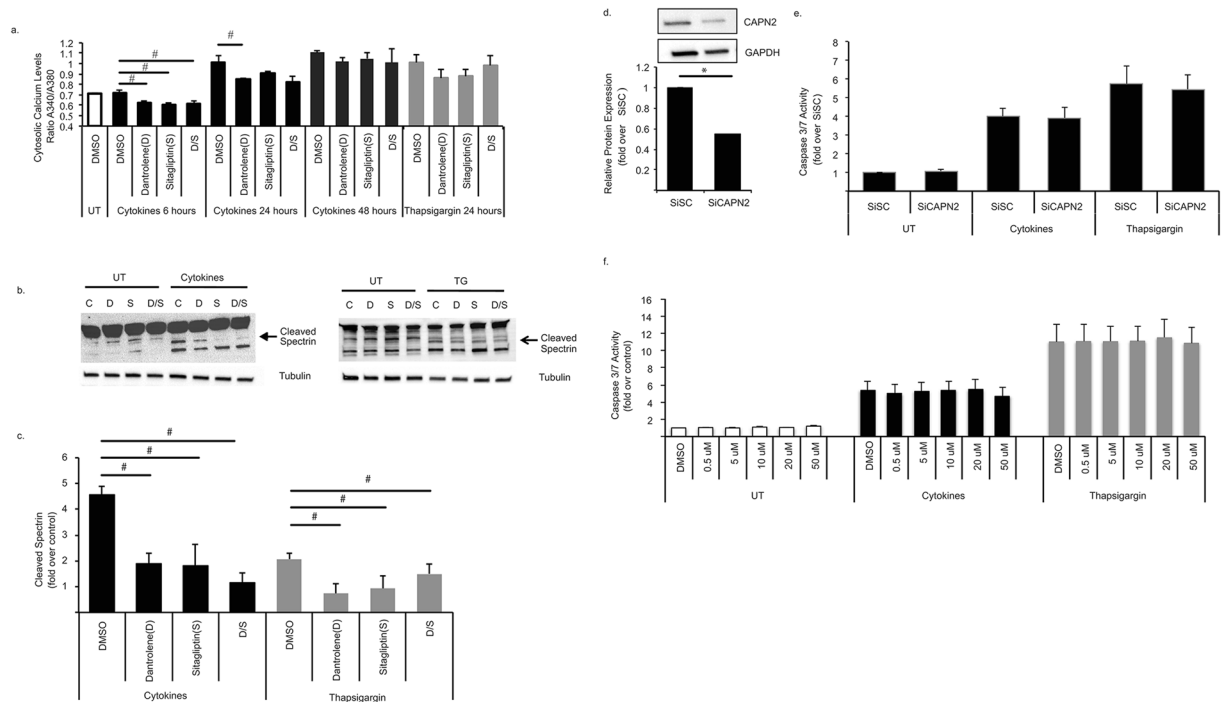 a.
Cytosolic Calcium Levels
Ratio A340/A380
1.2
1.1
1
0.9
0.8
0.7
0.6
0.5
0.4
#
#
#
#
DMSO
DMSO
Dantrolene(D)
Sitagliptin(S)
D/S
DMSO
Dantrolene(D)
Sitagliptin(S)
D/S
DMSO
Dantrolene(D)
Sitagliptin(S)
D/S
DMSO
Dantrolene(D)
Sitagliptin(S)
D/S
UT Cytokines 6 hours Cytokines 24 hours Cytokines 48 hours Thapsigargin 24 hours
b.
UT Cytokines
C D S D/S C D S D/S
Cleaved
Spectrin
Tubulin
UT TG
C D S D/S C D S D/S
Cleaved
Spectrin
Tubulin
c.
Cleaved Spectrin
(fold over control)
6
5
4
3
2
1
#
#
#
#
#
#
DMSO
Dantrolene(D)
Sitagliptin(S)
D/S
DMSO
Dantrolene(D)
Sitagliptin(S)
D/S
Cytokines Thapsigargin
d.
CAPN2
GAPDH
Relative Protein Expression
(fold over SiSC )
1.2
1
0.8
0.6
0.4
0.2
*
SiSC SiCAPN2
e.
Caspase 3/7 Activity
(fold over SiSC)
8
7
6
5
4
3
2
1
SiSC SiCAPN2 SiSC SiCAPN2 SiSC SiCAPN2
UT Cytokines Thapsigargin
f.
Caspase 3/7 Activity
(fold ovr control)
16
14
12
10
8
6
4
2
DMSO
0.5 uM
5 uM
10 uM
20 uM
50 uM
DMSO
0.5 uM
5 uM
10 uM
20 uM
50 uM
DMSO
0.5 uM
5 uM
10 uM
20 uM
50 uM
UT Cytokines Thapsigargin